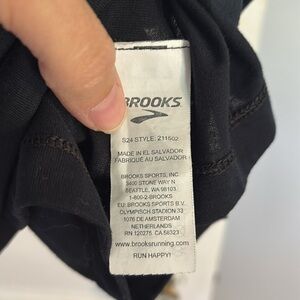 BROOKS
S24 STYLE: 211502
MADE IN EL SALVADOR
FABRIQUÉ AU SALVADOR
BROOKS SPORTS, INC.
3400 STONE WAY N
SEATTLE, WA 98103
1-800-2-BROOKS
EU: BROOKS SPORTS B.V.
OLYMPISCH STADION 33
1076 DE AMSTERDAM
NETHERLANDS
RN 120275 CA 58323
www.brooksrunning.com
RUN HAPPY!